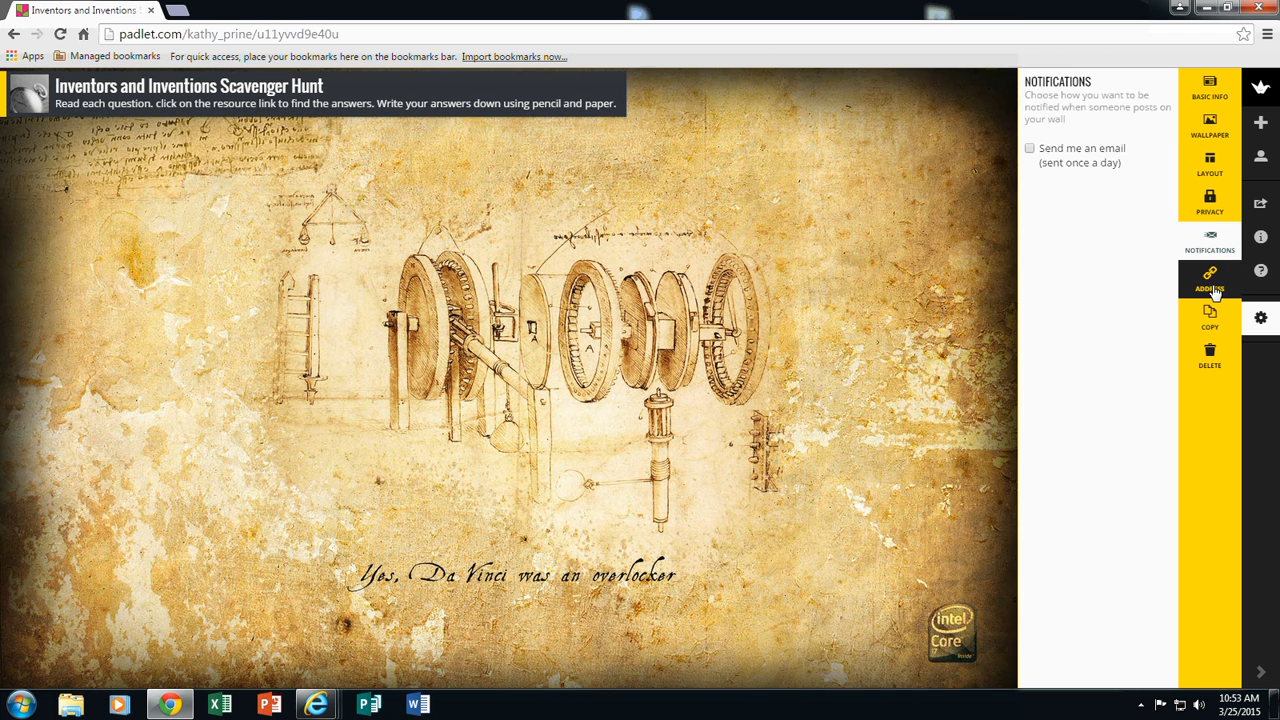 Inventors and Inventions
padlet.com/kathy_prine/u11yvvd9e40u
Apps
Managed bookmarks
For quick access, place your bookmarks here on the bookmarks bar.
Import bookmarks now...
Inventors and Inventions Scavenger Hunt
Read each question. click on the resource link to find the answers. Write your answers down using pencil and paper.
NOTIFICATIONS
Choose how you want to be
notified when someone posts on
your wall
Send me an email
(sent once a day)
BASIC INFO
WALLPAPER
LAYOUT
PRIVACY
NOTIFICATIONS
ADDRESS
COPY
DELETE
Yes, Da Vinci was an overlocker
intel
Core
i7
inside
10:53 AM
3/25/2015